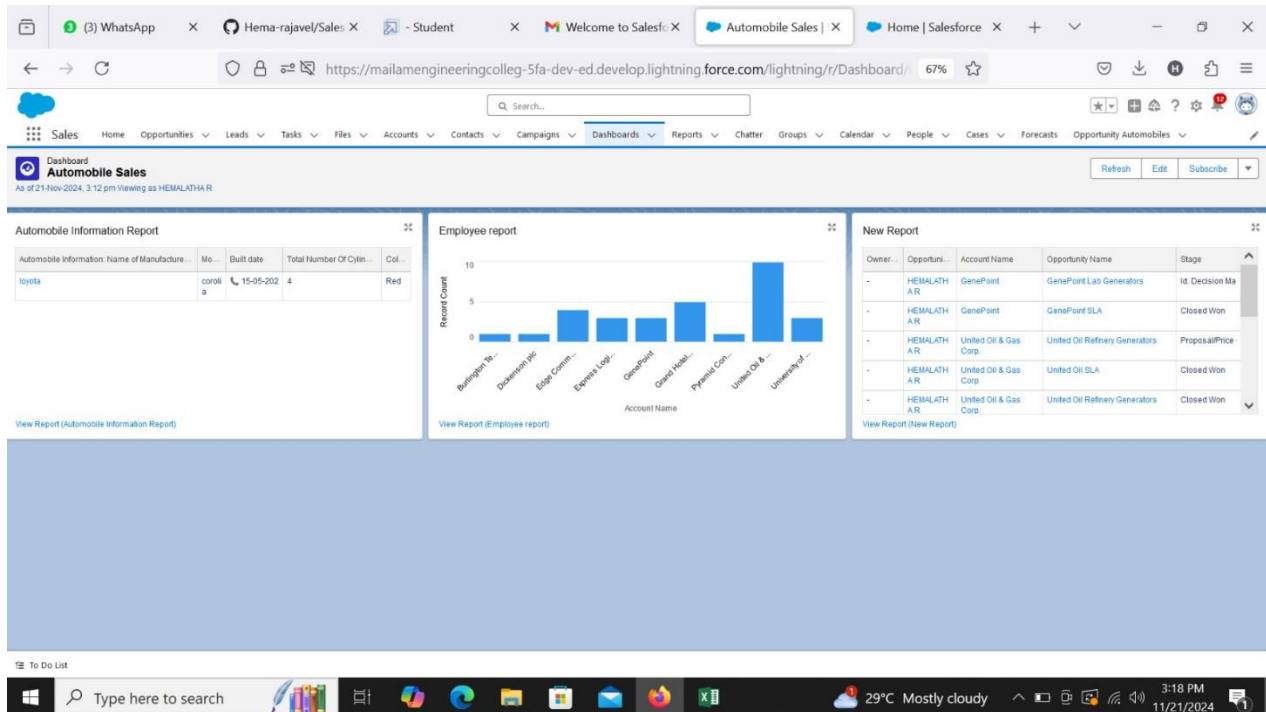 (3) WhatsApp
Hema-rajavel/Sales
- Student
Welcome to Salesfo
Automobile Sales |
Home | Salesforce
https://mailamengineeringcolleg-5fa-dev-ed.develop.lightning.force.com/lightning/r/Dashboard/
67%
H
Search...
12
Sales
Home
Opportunities
Leads
Tasks
Files
Accounts
Contacts
Campaigns
Dashboards
Reports
Chatter
Groups
Calendar
People
Cases
Forecasts
Opportunity Automobiles
Dashboard
Automobile Sales
As of 21-Nov-2024, 3:12 pm·Viewing as HEMALATHA R
Refresh
Edit
Subscribe
Automobile Information Report
Automobile Information: Name of Manufacture...
Mo...
Built date
Total Number Of Cylin...
Col...
toyota
coroli
a
15-05-202
4
Red
View Report (Automobile Information Report)
Employee report
10
5
0
Record Count
Burlington Te...
Dickenson plc
Edge Comm...
Express Logi...
GenePoint
Grand Hotel...
Pyramid Con...
United Oil & ...
University of ...
Account Name
View Report (Employee report)
New Report
Owner...
Opportuni...
Account Name
Opportunity Name
Stage
-
HEMALATH
A R
GenePoint
GenePoint Lab Generators
Id. Decision Ma
-
HEMALATH
A R
GenePoint
GenePoint SLA
Closed Won
-
HEMALATH
A R
United Oil & Gas
Corp.
United Oil Refinery Generators
Proposal/Price
-
HEMALATH
A R
United Oil & Gas
Corp.
United Oil SLA
Closed Won
-
HEMALATH
A R
United Oil & Gas
Corp.
United Oil Refinery Generators
Closed Won
View Report (New Report)
To Do List
Type here to search
29°C Mostly cloudy
3:18 PM
11/21/2024
1